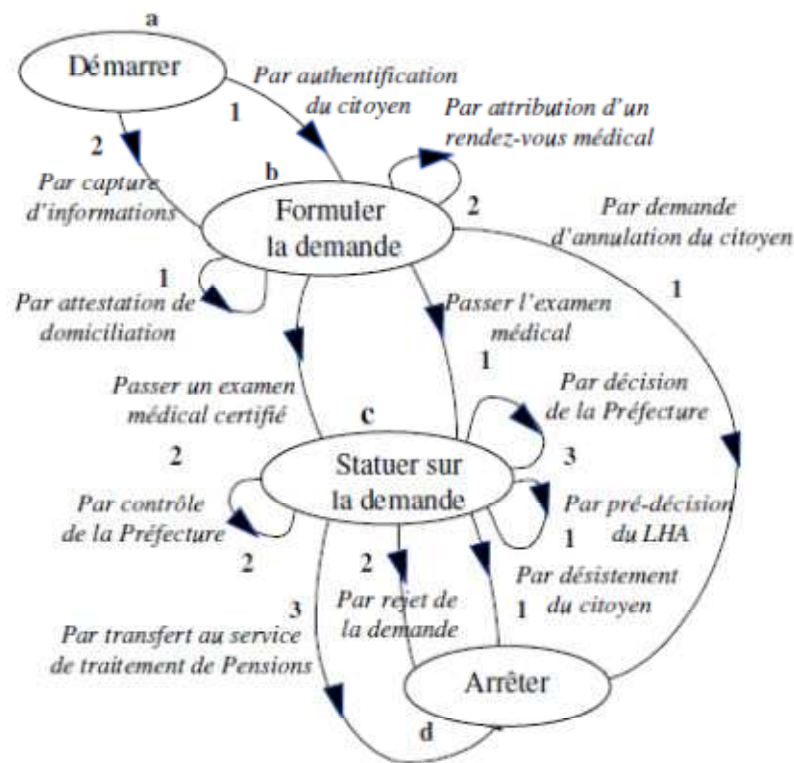 a
Démarrer
Par authentification
du citoyen
1
Par attribution d'un
rendez-vous médical
2
b
Par capture
d'informations
Formuler
la demande
2
Par demande
d'annulation du citoyen
1
1
Par attestation de
domiciliation
Passer l'examen
médical
1
Passer un examen
médical certifié
2
c
Par décision
de la Préfecture
3
Statuer sur
la demande
Par contrôle
de la Préfecture
2
Par pré-décision
du LHA
1
2
Par rejet de
la demande
Par désistement
du citoyen
1
3
Par transfert au service
de traitement de Pensions
Arrêter
d